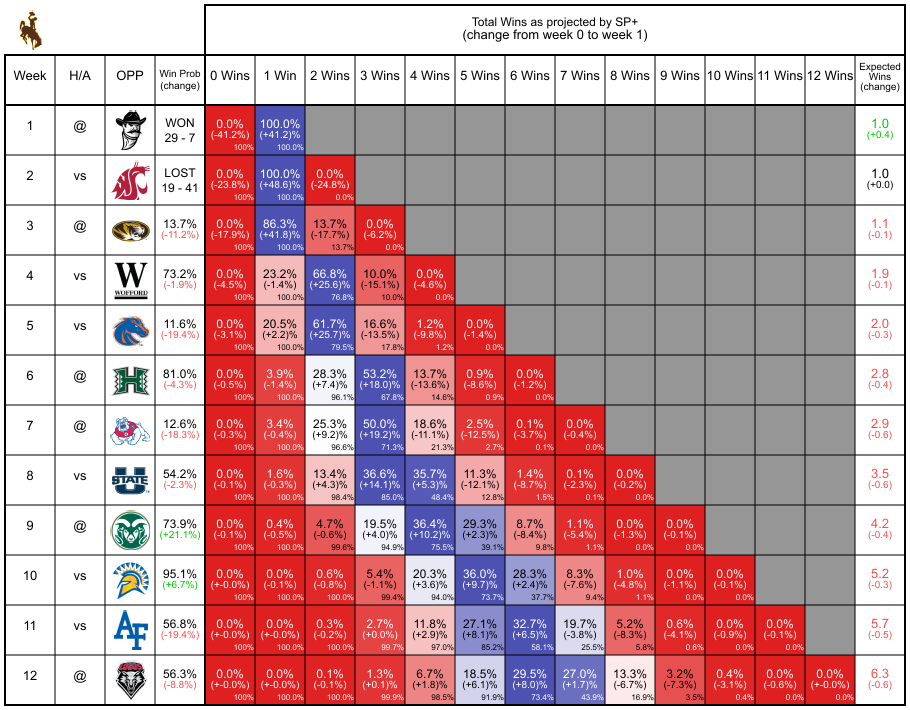 Total Wins as projected by SP+
(change from week 0 to week 1)
Week H/A OPP Win Prob (change) 0 Wins 1 Win 2 Wins 3 Wins 4 Wins 5 Wins 6 Wins 7 Wins 8 Wins 9 Wins 10 Wins 11 Wins 12 Wins Expected Wins (change)
1 @ WON 0.0% 100.0% 1.0
29 - 7 (-41.2%) (+41.2)% (+0.4)
100% 100.0%
2 vs LOST 0.0% 100.0% 0.0% 1.0
19 - 41 (-23.8%) (+48.6)% (-24.8%) (+0.0)
100% 100.0% 0.0%
3 @ 13.7% 0.0% 86.3% 13.7% 0.0% 1.1
(-11.2%) (-17.9%) (+41.8)% (-17.7%) (-6.2%) (-0.1)
100% 100.0% 13.7% 0.0%
4 vs W WOFFORD 73.2% 0.0% 23.2% 66.8% 10.0% 0.0% 1.9
(-1.9%) (-4.5%) (-1.4%) (+25.6)% (-15.1%) (-4.6%) (-0.1)
100% 100.0% 76.8% 10.0% 0.0%
5 vs 11.6% 0.0% 20.5% 61.7% 16.6% 1.2% 0.0% 2.0
(-19.4%) (-3.1%) (+2.2)% (+25.7)% (-13.5%) (-9.8%) (-1.4%) (-0.3)
100% 100.0% 79.5% 17.8% 1.2% 0.0%
6 @ H 81.0% 0.0% 3.9% 28.3% 53.2% 13.7% 0.9% 0.0% 2.8
(-4.3%) (-0.5%) (-1.4%) (+7.4)% (+18.0)% (-13.6%) (-8.6%) (-1.2%) (-0.4)
100% 100.0% 96.1% 67.8% 14.6% 0.9% 0.0%
7 @ 12.6% 0.0% 3.4% 25.3% 50.0% 18.6% 2.5% 0.1% 0.0% 2.9
(-18.3%) (-0.3%) (-0.4%) (+9.2)% (+19.2)% (-11.1%) (-12.5%) (-3.7%) (-0.4%) (-0.6)
100% 100.0% 96.6% 71.3% 21.3% 2.7% 0.1% 0.0%
8 vs U STATE 54.2% 0.0% 1.6% 13.4% 36.6% 35.7% 11.3% 1.4% 0.1% 0.0% 3.5
(-2.3%) (-0.1%) (-0.3%) (+4.3)% (+14.1)% (+5.3)% (-12.1%) (-8.7%) (-2.3%) (-0.2%) (-0.6)
100% 100.0% 98.4% 85.0% 48.4% 12.8% 1.5% 0.1% 0.0%
9 @ 73.9% 0.0% 0.4% 4.7% 19.5% 36.4% 29.3% 8.7% 1.1% 0.0% 0.0% 4.2
(+21.1%) (-0.1%) (-0.5%) (-0.6%) (+4.0)% (+10.2)% (+2.3)% (-8.4%) (-5.4%) (-1.3%) (-0.1%) (-0.4)
100% 100.0% 99.6% 94.9% 75.5% 39.1% 9.8% 1.1% 0.0% 0.0%
10 vs 95.1% 0.0% 0.0% 0.6% 5.4% 20.3% 36.0% 28.3% 8.3% 1.0% 0.0% 0.0% 5.2
(+6.7%) (+-0.0%) (-0.1%) (-0.8%) (-1.1%) (+3.6)% (+9.7)% (+2.4)% (-7.6%) (-4.8%) (-1.1%) (-0.1%) (-0.3)
100% 100.0% 100.0% 99.4% 94.0% 73.7% 37.7% 9.4% 1.1% 0.0% 0.0%
11 vs AF 56.8% 0.0% 0.0% 0.3% 2.7% 11.8% 27.1% 32.7% 19.7% 5.2% 0.6% 0.0% 0.0% 5.7
(-19.4%) (+-0.0%) (+-0.0%) (-0.2%) (+0.0)% (+2.9)% (+8.1)% (+6.5)% (-3.8%) (-8.3%) (-4.1%) (-0.9%) (-0.1%) (-0.5)
100% 100.0% 100.0% 99.7% 97.0% 85.2% 58.1% 25.5% 5.8% 0.6% 0.0% 0.0%
12 @ 56.3% 0.0% 0.0% 0.1% 1.3% 6.7% 18.5% 29.5% 27.0% 13.3% 3.2% 0.4% 0.0% 0.0% 6.3
(-8.8%) (+-0.0%) (+-0.0%) (-0.1%) (+0.1)% (+1.8)% (+6.1)% (+8.0)% (+1.7)% (-6.7%) (-7.3%) (-3.1%) (-0.6%) (+-0.0%) (-0.6)
100% 100.0% 100.0% 99.9% 98.5% 91.9% 73.4% 43.9% 16.9% 3.5% 0.4% 0.0% 0.0%